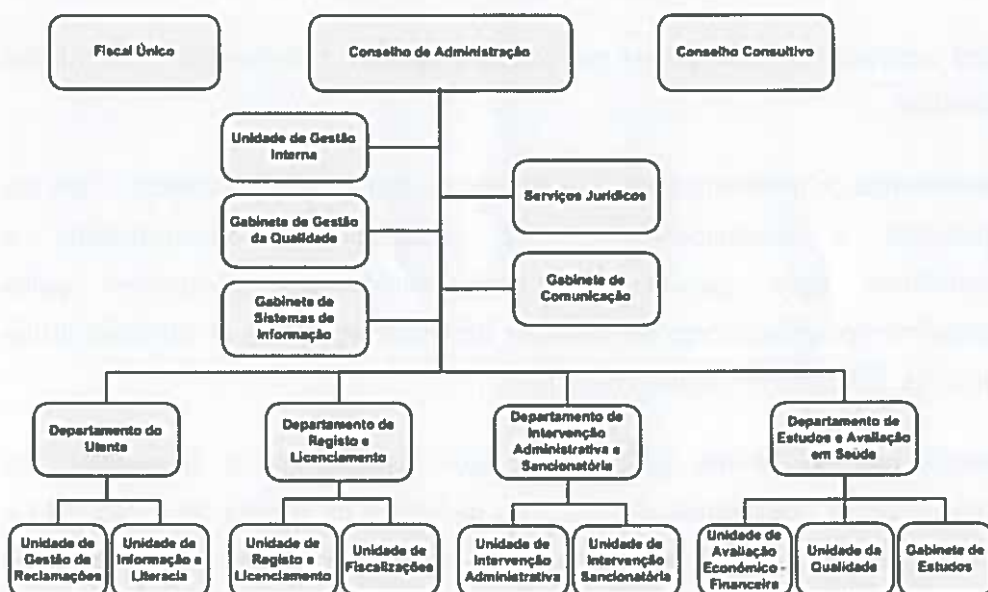 Fiscal Único
Conselho de Administração
Conselho Consultivo
Unidade de Gestão
Interna
Serviços Jurídicos
Gabinete de Gestão
da Qualidade
Gabinete de
Comunicação
Gabinete de
Sistemas de
Informação
Departamento do
Utente
Departamento de
Registo e
Licenciamento
Departamento de
Intervenção
Administrativa e
Sancionatória
Departamento de
Estudos e Avaliação
em Saúde
Unidade de
Gestão de
Reclamações
Unidade de
Informação e
Literacia
Unidade de
Registo e
Licenciamento
Unidade de
Fiscalizações
Unidade de
Intervenção
Administrativa
Unidade de
Intervenção
Sancionatória
Unidade de
Avaliação
Económico -
Financeira
Unidade da
Qualidade
Gabinete de
Estudos